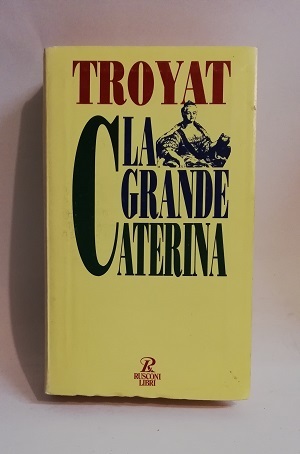 TROYAT
LA
GRANDE
CATERINA
R
RUSCONI
LIBRI